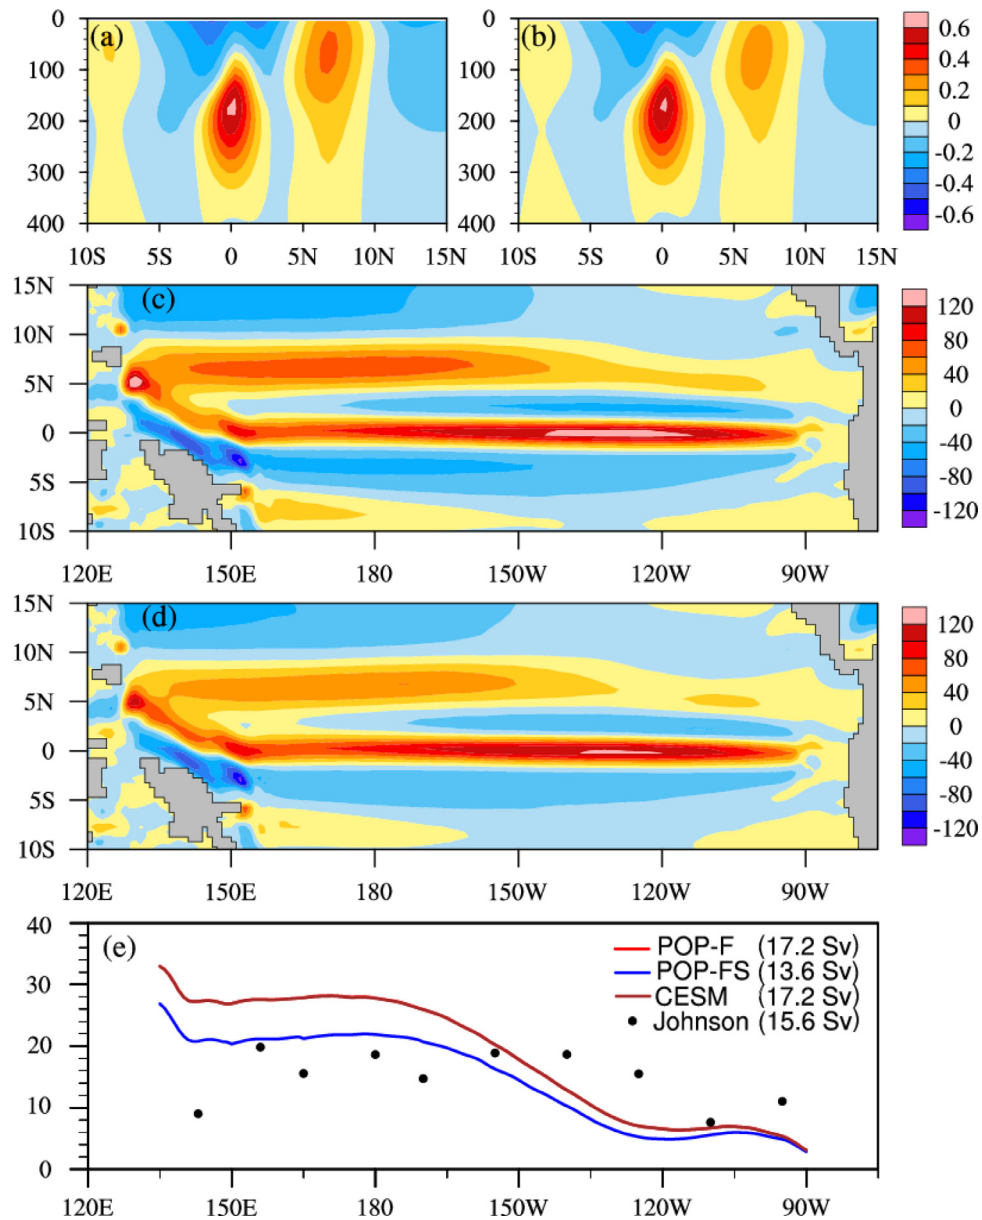 0 (a) 0 (b) 0.6
100 100 0.4
0.2
200 200 0
-0.2
300 300 -0.4
400 400 -0.6
10S 5S 0 5N 10N 15N 10S 5S 0 5N 10N 15N
15N (c) 120
10N 80
5N 40
0 0
-40
5S -80
10S -120
120E 150E 180 150W 120W 90W
15N (d) 120
10N 80
5N 40
0 0
-40
5S -80
10S -120
120E 150E 180 150W 120W 90W
40 (e) POP-F (17.2 Sv)
POP-FS (13.6 Sv)
30 CESM (17.2 Sv)
Johnson (15.6 Sv)
20
10
0
120E 150E 180 150W 120W 90W